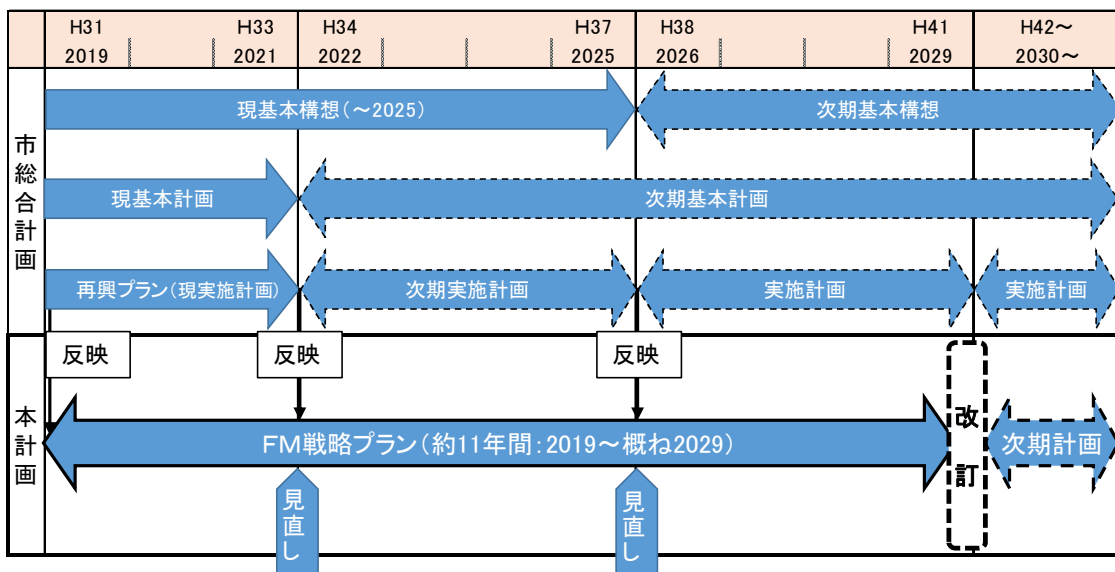 H31 H33 H34 H37 H38 H41 H42～
2019 2021 2022 2025 2026 2029 2030～
市総合計画
現基本構想（～2025） 次期基本構想
現基本計画 次期基本計画
再興プラン（現実施計画） 次期実施計画 実施計画 実施計画
本計画
反映 反映 反映
ＦＭ戦略プラン（約11年間：2019～概ね2029）
改訂
次期計画
見直し 見直し